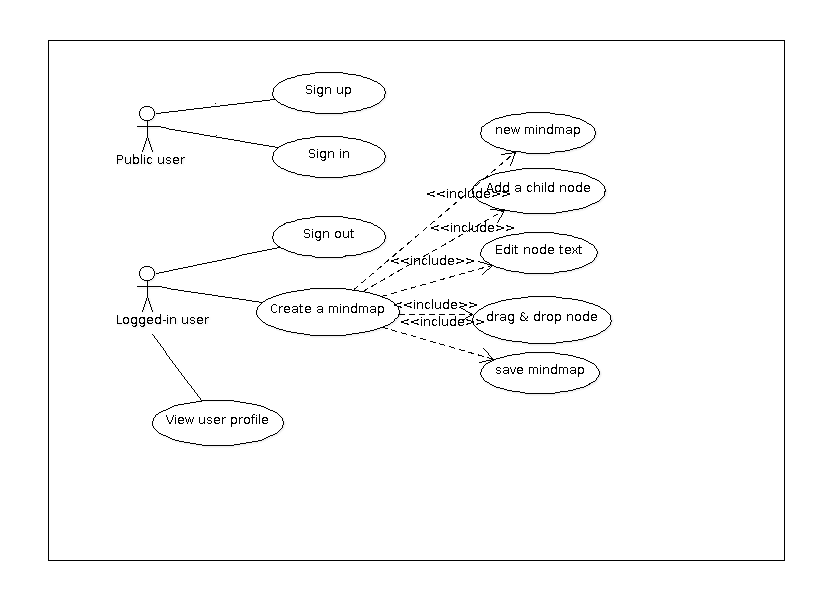 Sign up
new mindmap
Sign in
Public user
Add a child node
<<include>>
<<include>>
Sign out
Edit node text
<<include>>
Create a mindmap
<<include>>
Logged-in user
drag & drop node
<<include>>
save mindmap
View user profile